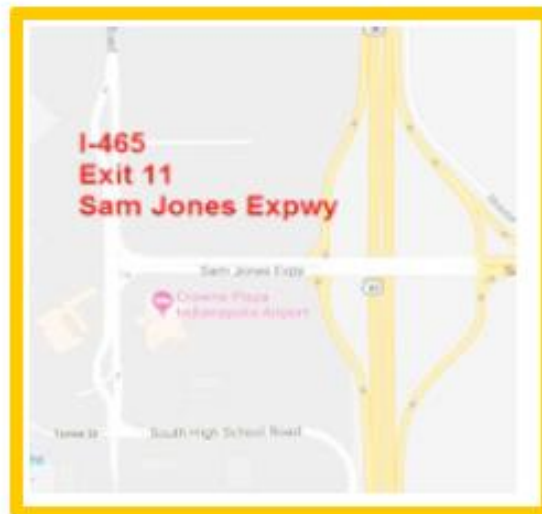 I-465
Exit 11
Sam Jones Expwy
Sam Jones Expy
Crowne Plaza
Indianapolis Airport
South High School Road